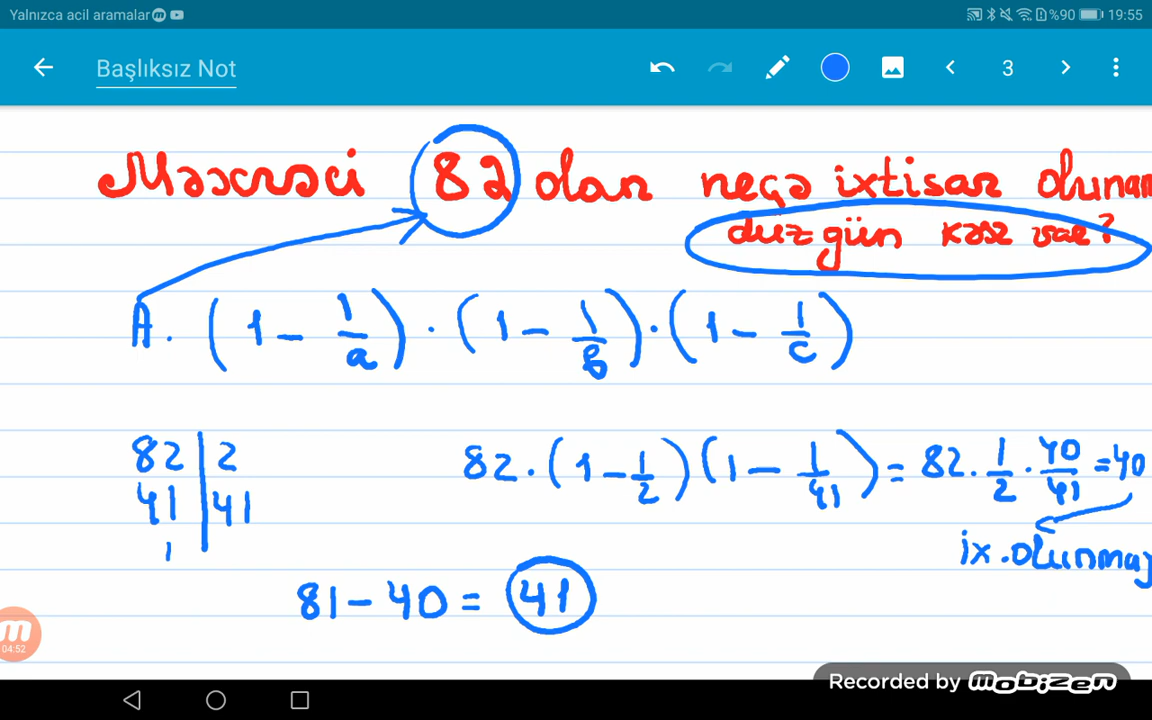 Yalnızca acil aramalar
%90 19:55
Başlıksız Not
3
Məxrəci 82 olan neçə ixtisar olunan
düzgün kəsr var?
A · (1 - 1/a) · (1 - 1/b) · (1 - 1/c)
82 | 2
41 | 41
1
82 · (1 - 1/2) (1 - 1/41) = 82 · 1/2 · 40/41 = 40
ix. olunmay
81 - 40 = 41
04:52
Recorded by mobizen